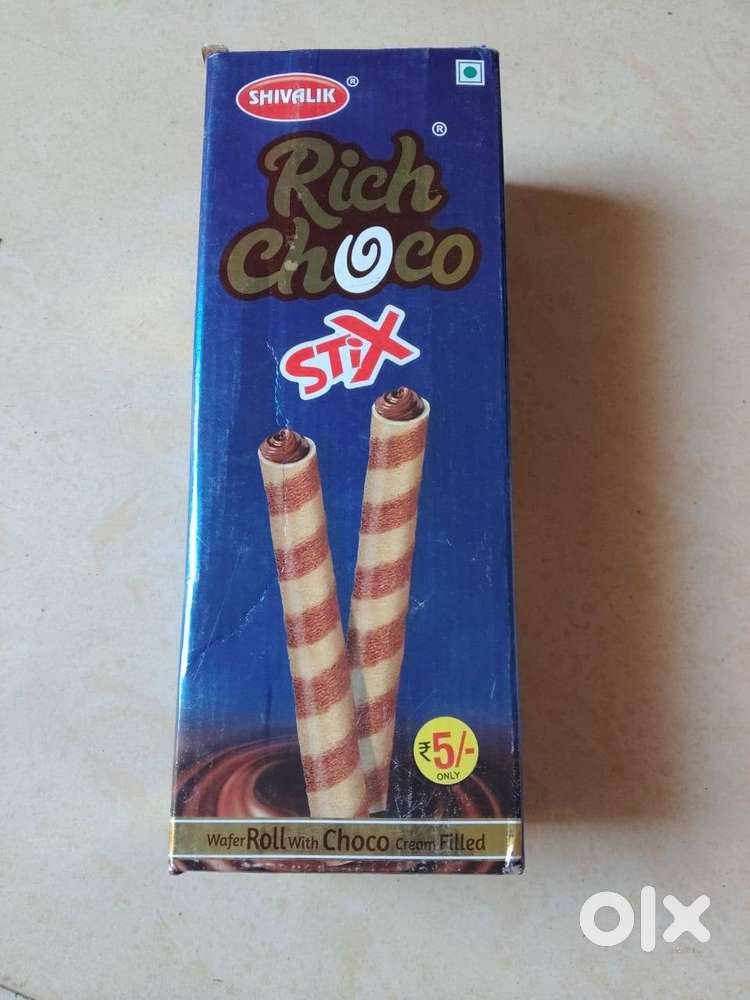 SHIVALIK ®
Rich ®
Choco
STiX
₹5/-
ONLY
Wafer Roll With Choco Cream Filled
olx